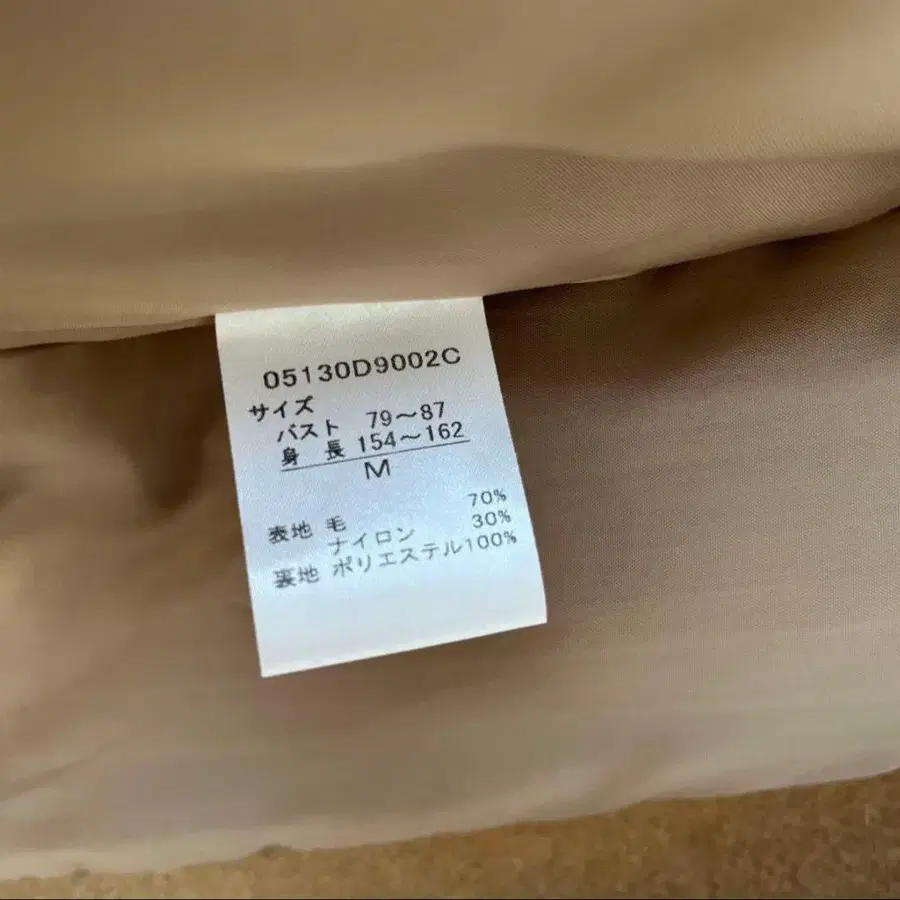 05130D9002C
サイズ
バスト 79～87
身 長 154～162
M
表地 毛 70%
ナイロン 30%
裏地 ポリエステル100%